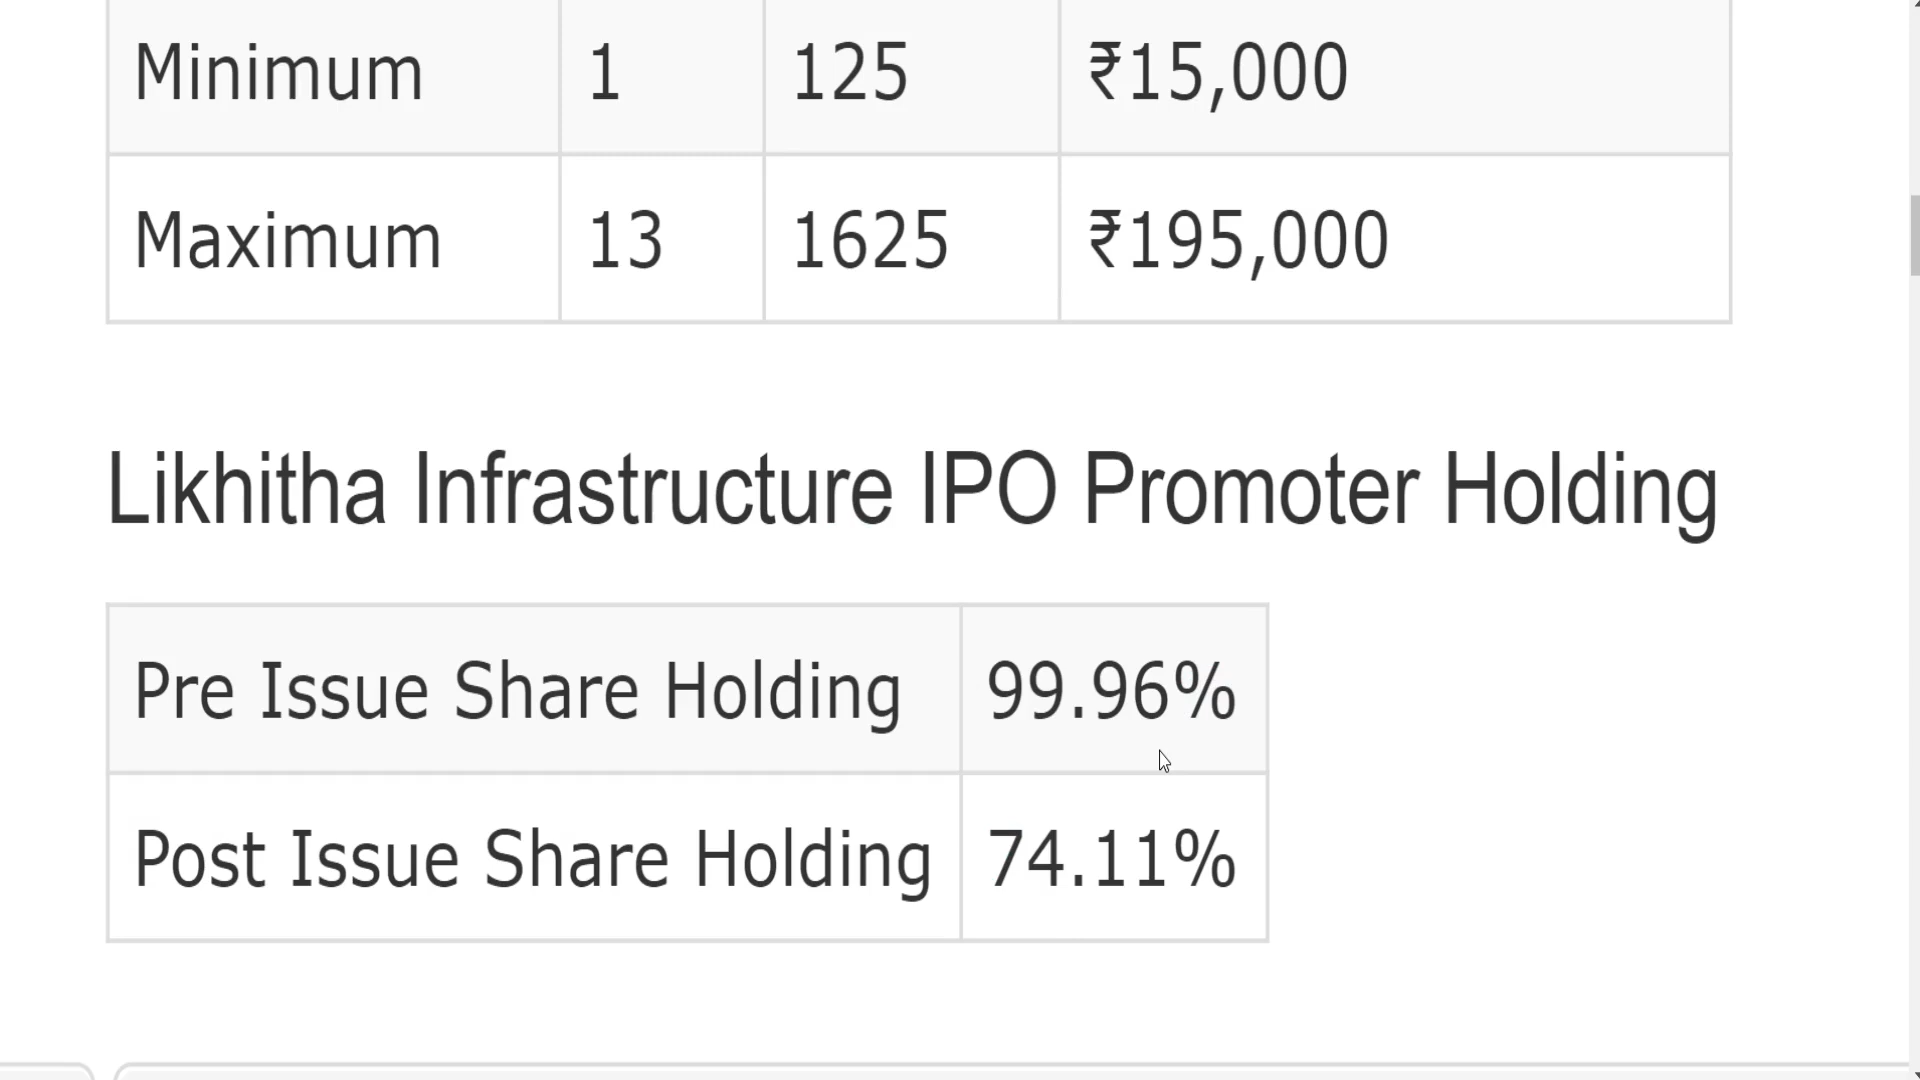 Minimum 1 125 ₹15,000
Maximum 13 1625 ₹195,000
Likhitha Infrastructure IPO Promoter Holding
Pre Issue Share Holding 99.96%
Post Issue Share Holding 74.11%